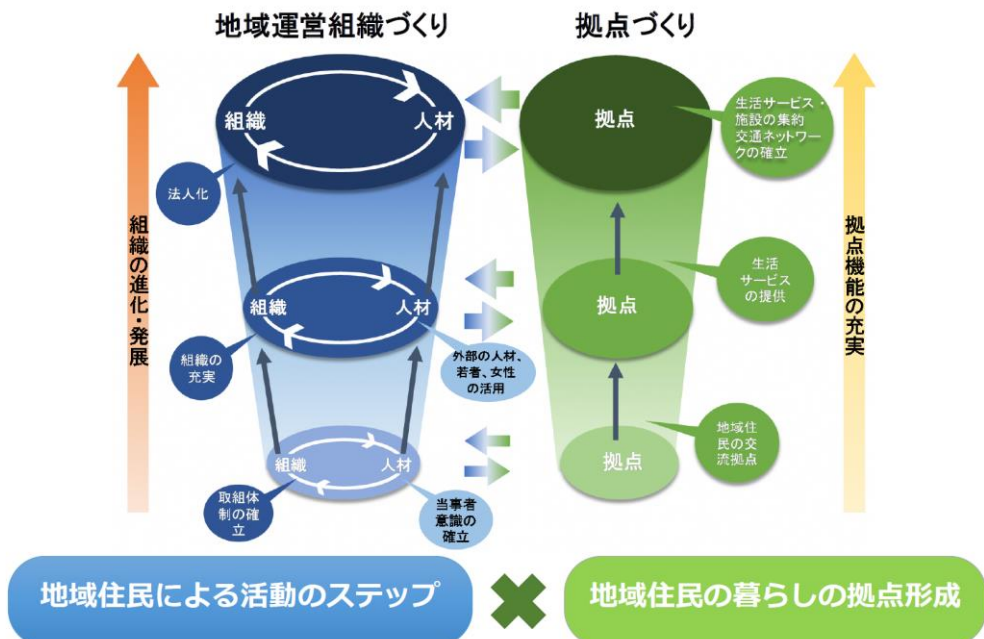 地域運営組織づくり
拠点づくり
組織の進化・発展
組織
人材
法人化
組織
人材
組織の
充実
外部の人材、
若者、女性
の活用
組織
人材
取組体
制の確
立
当事者
意識の
確立
拠点
生活サービス・
施設の集約
交通ネットワー
クの確立
拠点
生活
サービス
の提供
拠点
地域住
民の交
流拠点
拠点機能の充実
地域住民による活動のステップ
地域住民の暮らしの拠点形成